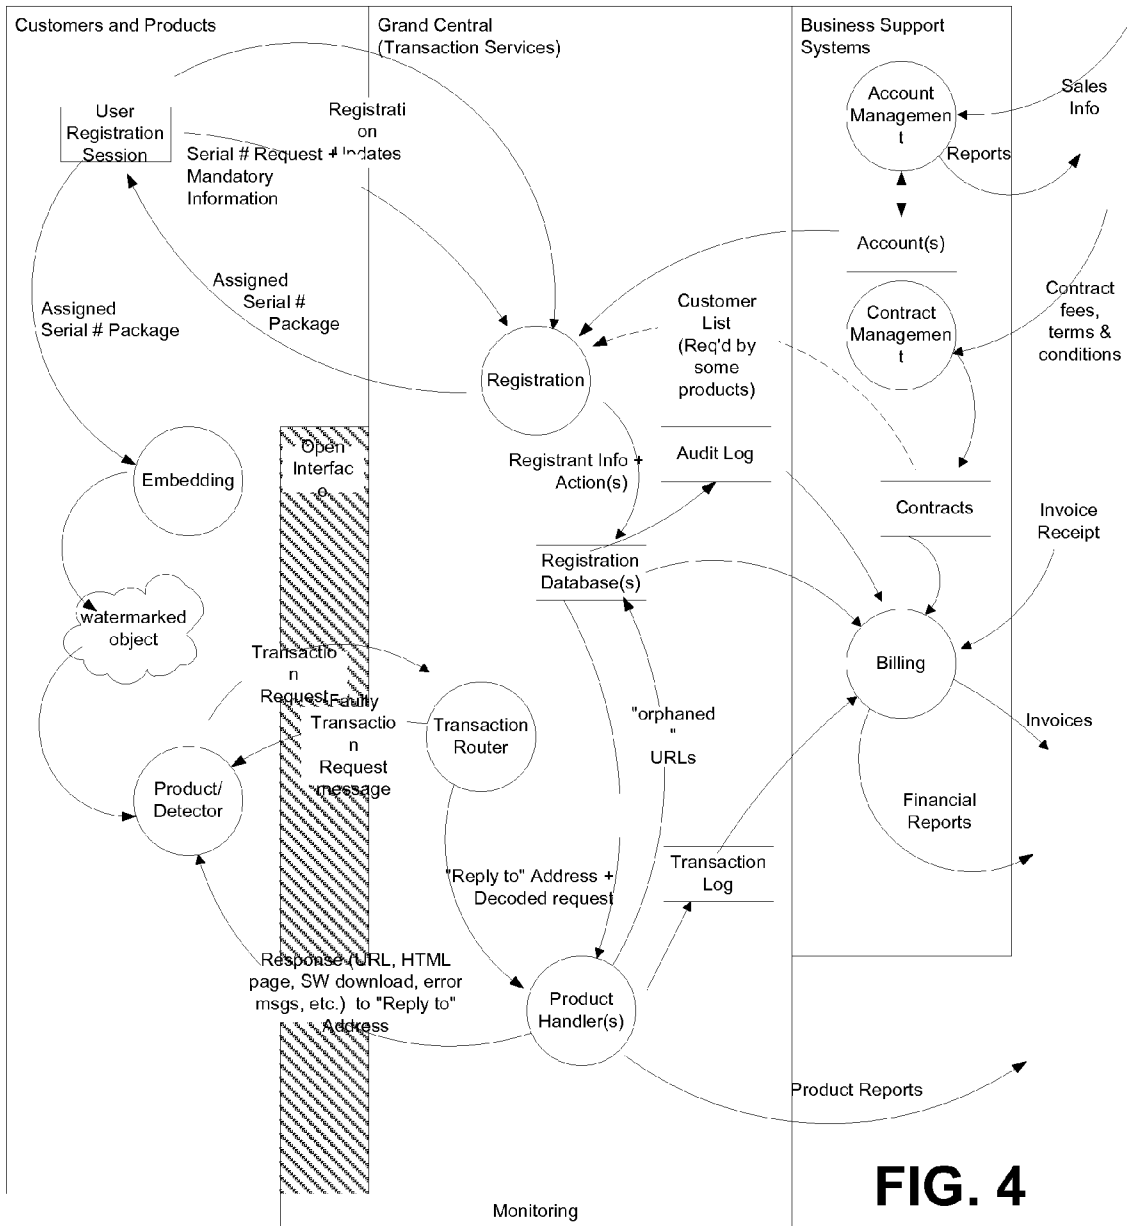 Customers and Products
Grand Central
(Transaction Services)
Business Support
Systems
User
Registration
Session
Registrati
on
Updates
Serial # Request +
Mandatory
Information
Account
Managemen
t
Sales
Info
Reports
Account(s)
Assigned
Serial #
Package
Assigned
Serial # Package
Customer
List
(Req'd by
some
products)
Contract
Managemen
t
Contract
fees,
terms &
conditions
Registration
Open
Interfac
e
Embedding
Registrant Info +
Action(s)
Audit Log
Contracts
Invoice
Receipt
Registration
Database(s)
watermarked
object
Transactio
n
Request
Faulty
Transactio
n
Request
message
Transaction
Router
"orphaned
"
URLs
Billing
Invoices
Product/
Detector
Financial
Reports
Transaction
Log
"Reply to" Address +
Decoded request
Response (URL, HTML
page, SW download, error
msgs, etc.) to "Reply to"
Address
Product
Handler(s)
Product Reports
FIG. 4
Monitoring